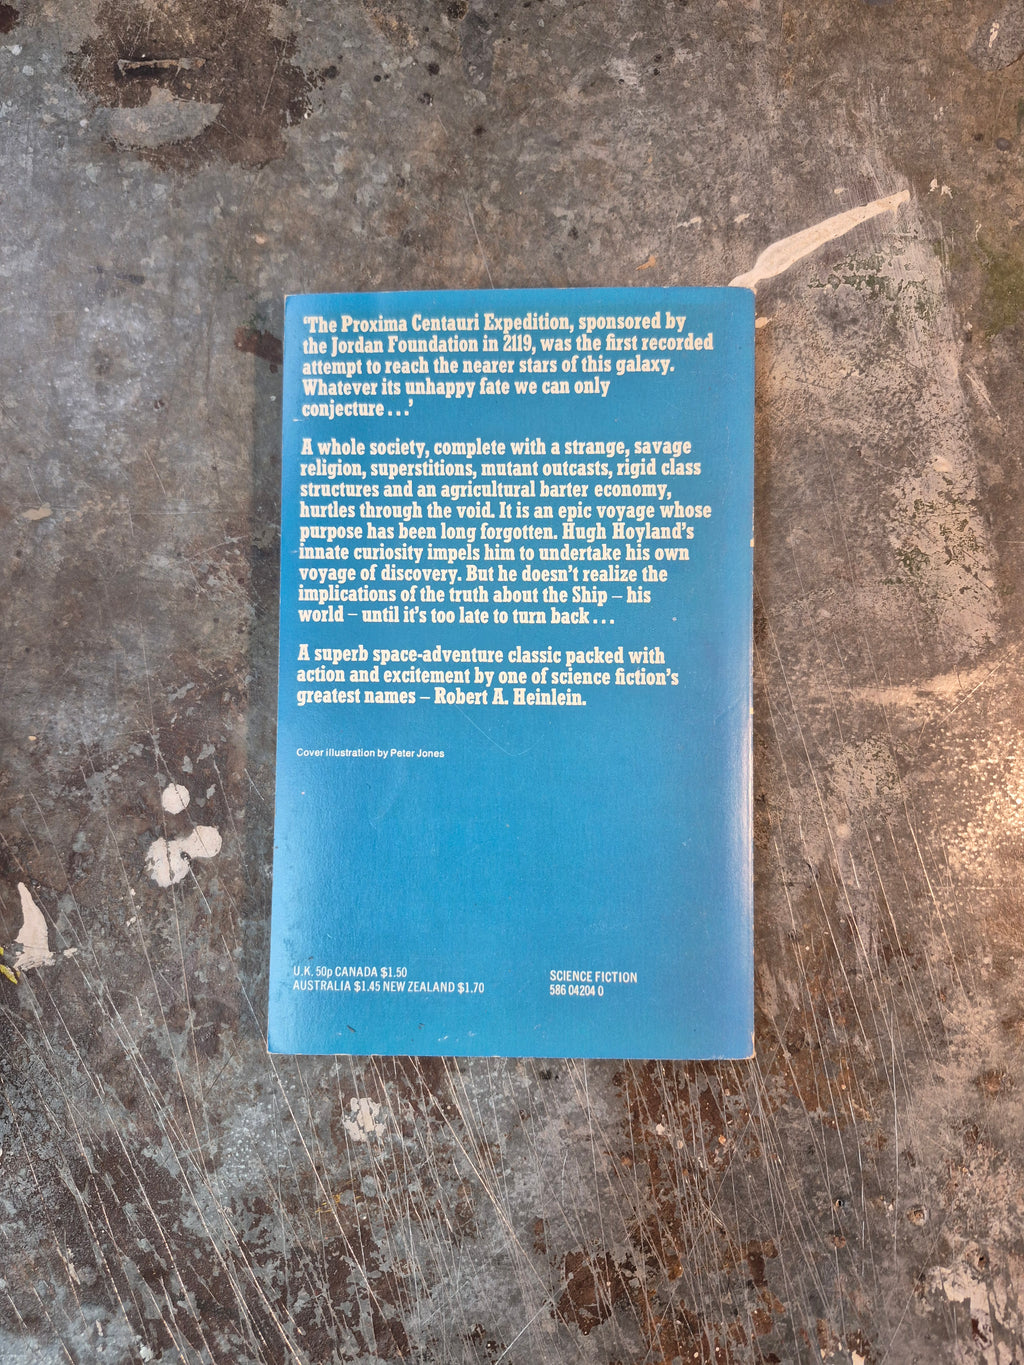 ‘The Proxima Centauri Expedition, sponsored by
the Jordan Foundation in 2119, was the first recorded
attempt to reach the nearer stars of this galaxy.
Whatever its unhappy fate we can only
conjecture . . .’
A whole society, complete with a strange, savage
religion, superstitions, mutant outcasts, rigid class
structures and an agricultural barter economy,
hurtles through the void. It is an epic voyage whose
purpose has been long forgotten. Hugh Hoyland’s
innate curiosity impels him to undertake his own
voyage of discovery. But he doesn’t realize the
implications of the truth about the Ship – his
world – until it’s too late to turn back . . .
A superb space-adventure classic packed with
action and excitement by one of science fiction’s
greatest names – Robert A. Heinlein.
Cover illustration by Peter Jones
U.K. 50p CANADA $1.50
AUSTRALIA $1.45 NEW ZEALAND $1.70
SCIENCE FICTION
586 04204 0